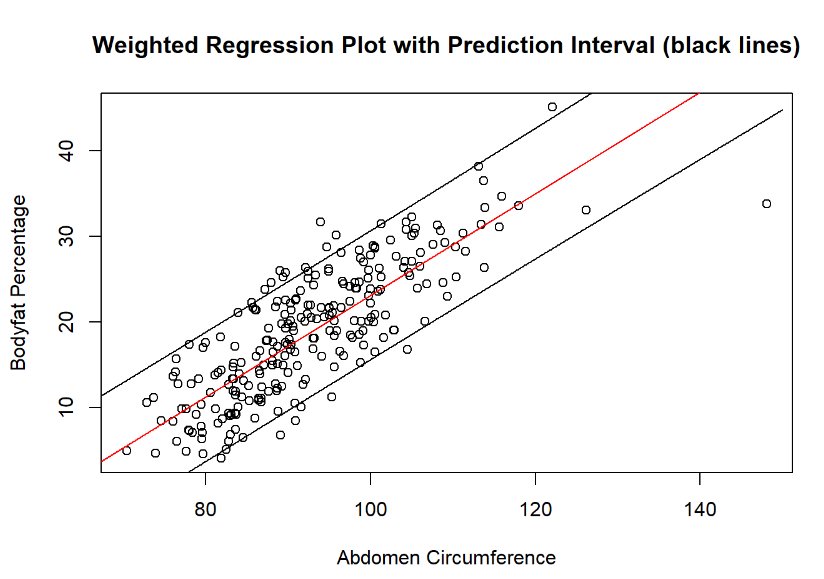 Weighted Regression Plot with Prediction Interval (black lines)
40
30
20
10
Bodyfat Percentage
80 100 120 140
Abdomen Circumference